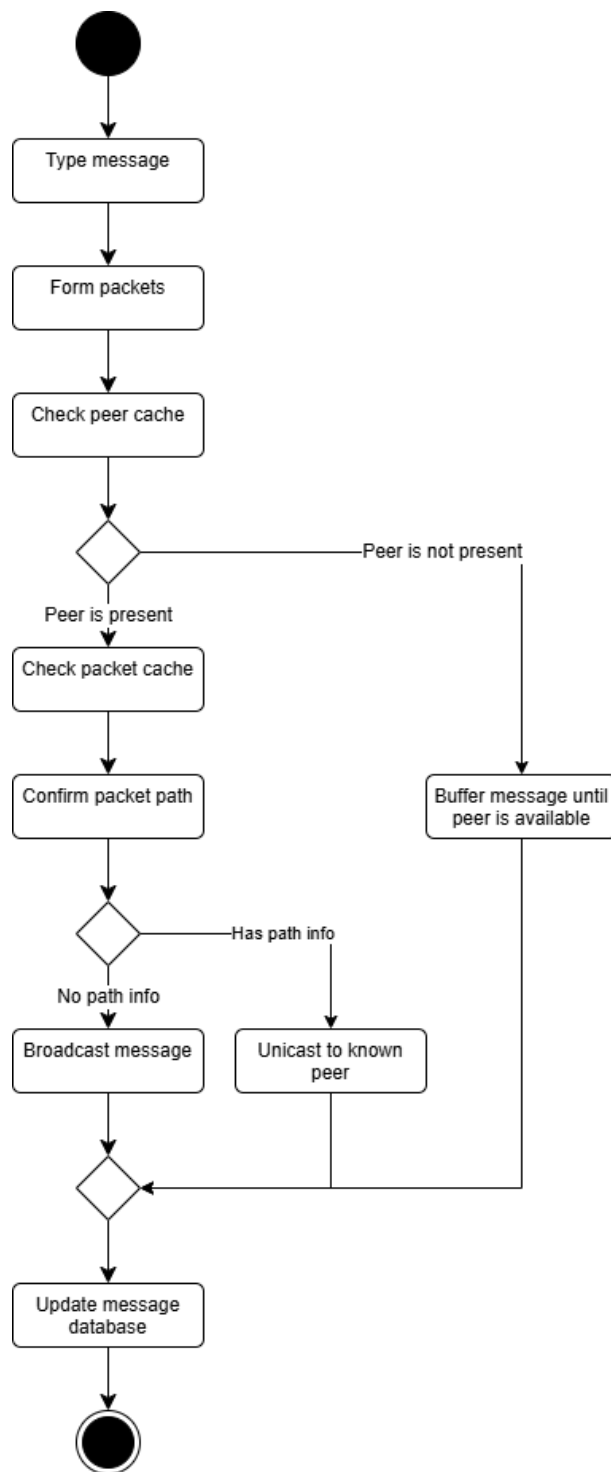 Type message
Form packets
Check peer cache
Peer is not present
Peer is present
Check packet cache
Confirm packet path
Buffer message until
peer is available
Has path info
No path info
Broadcast message
Unicast to known
peer
Update message
database